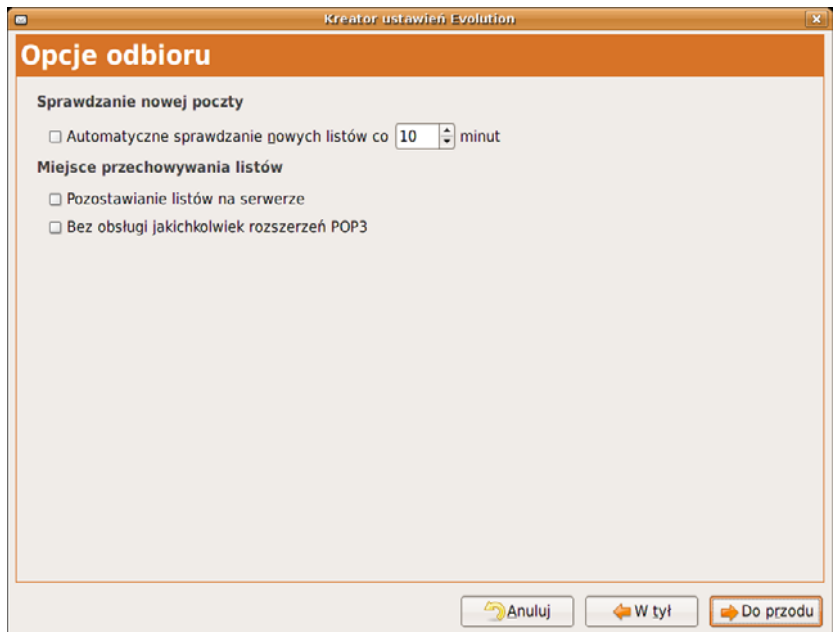 Kreator ustawień Evolution
Opcje odbioru
Sprawdzanie nowej poczty
Automatyczne sprawdzanie nowych listów co 10 minut
Miejsce przechowywania listów
Pozostawianie listów na serwerze
Bez obsługi jakichkolwiek rozszerzeń POP3
Anuluj W tył Do przodu